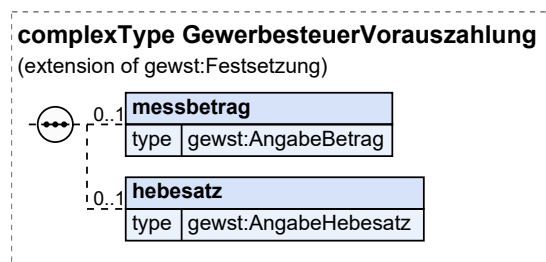 complexType GewerbesteuerVorauszahlung
(extension of gewst:Festsetzung)
0..1 messbetrag
type gewst:AngabeBetrag
0..1 hebesatz
type gewst:AngabeHebesatz